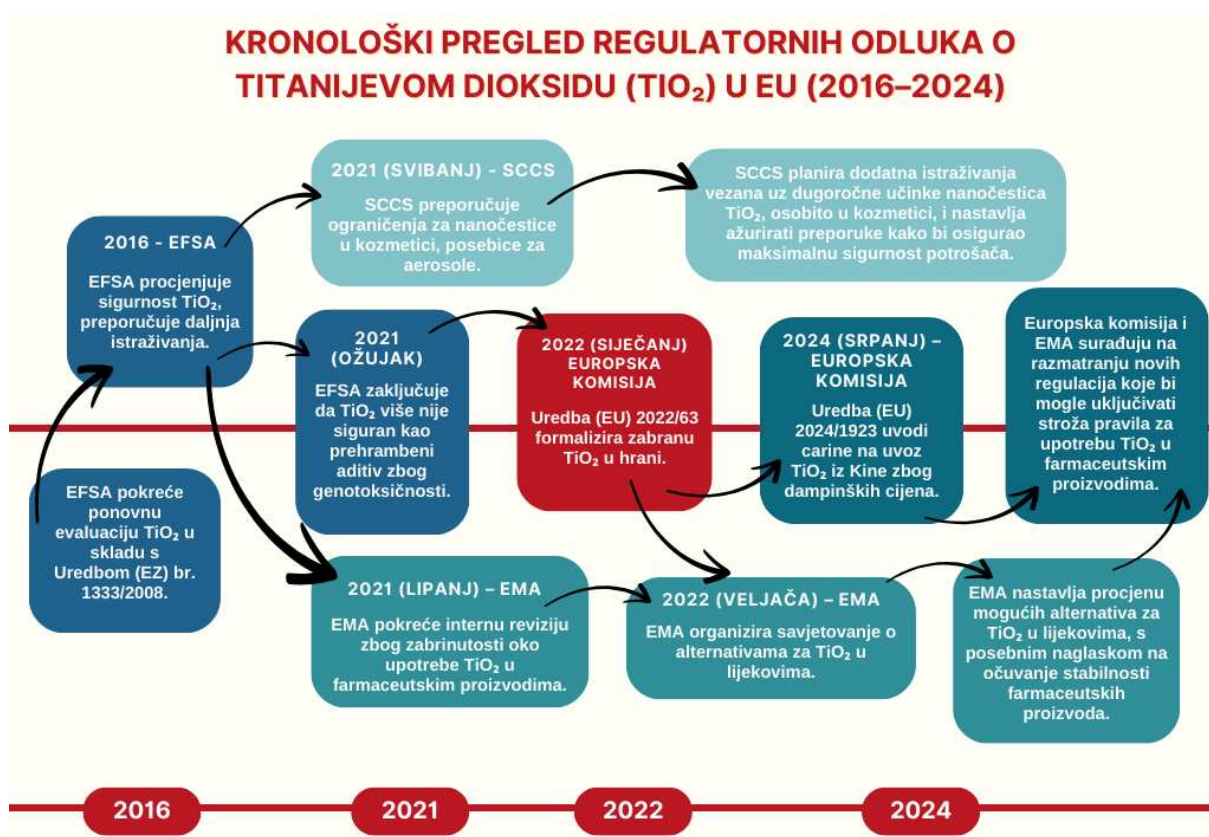 KRONOLOŠKI PREGLED REGULATORNIH ODLUKA O
TITANIJEVOM DIOKSIDU (TIO₂) U EU (2016–2024)
2021 (SVIBANJ) - SCCS
SCCS preporučuje
ograničenja za nanočestice
u kozmetici, posebice za
aerosole.
SCCS planira dodatna istraživanja
vezana uz dugoročne učinke nanočestica
TiO₂, osobito u kozmetici, i nastavlja
ažurirati preporuke kako bi osigurao
maksimalnu sigurnost potrošača.
2016 - EFSA
EFSA procjenjuje
sigurnost TiO₂,
preporučuje daljnja
istraživanja.
2021
(OŽUJAK)
EFSA zaključuje
da TiO₂ više nije
siguran kao
prehrambeni
aditiv zbog
genotoksičnosti.
2022 (SIJEČANJ)
EUROPSKA
KOMISIJA
Uredba (EU) 2022/63
formalizira zabranu
TiO₂ u hrani.
2024 (SRPANJ) –
EUROPSKA
KOMISIJA
Uredba (EU)
2024/1923 uvodi
carine na uvoz
TiO₂ iz Kine zbog
dampinških cijena.
Europska komisija i
EMA surađuju na
razmatranju novih
regulacija koje bi
mogle uključivati
stroža pravila za
upotrebu TiO₂ u
farmaceutskim
proizvodima.
EFSA pokreće
ponovnu
evaluaciju TiO₂ u
skladu s
Uredbom (EZ) br.
1333/2008.
2021 (LIPANJ) – EMA
EMA pokreće internu reviziju
zbog zabrinutosti oko
upotrebe TiO₂ u
farmaceutskim proizvodima.
2022 (VELJAČA) – EMA
EMA organizira savjetovanje o
alternativama za TiO₂ u
lijekovima.
EMA nastavlja procjenu
mogućih alternativa za
TiO₂ u lijekovima, s
posebnim naglaskom na
očuvanje stabilnosti
farmaceutskih
proizvoda.
2016
2021
2022
2024